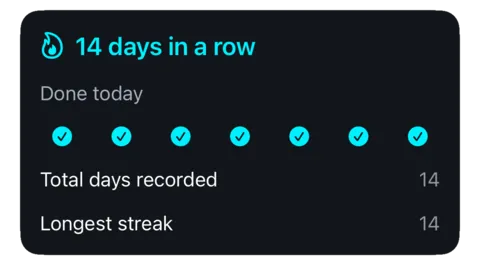 14 days in a row
Done today
Total days recorded 14
Longest streak 14